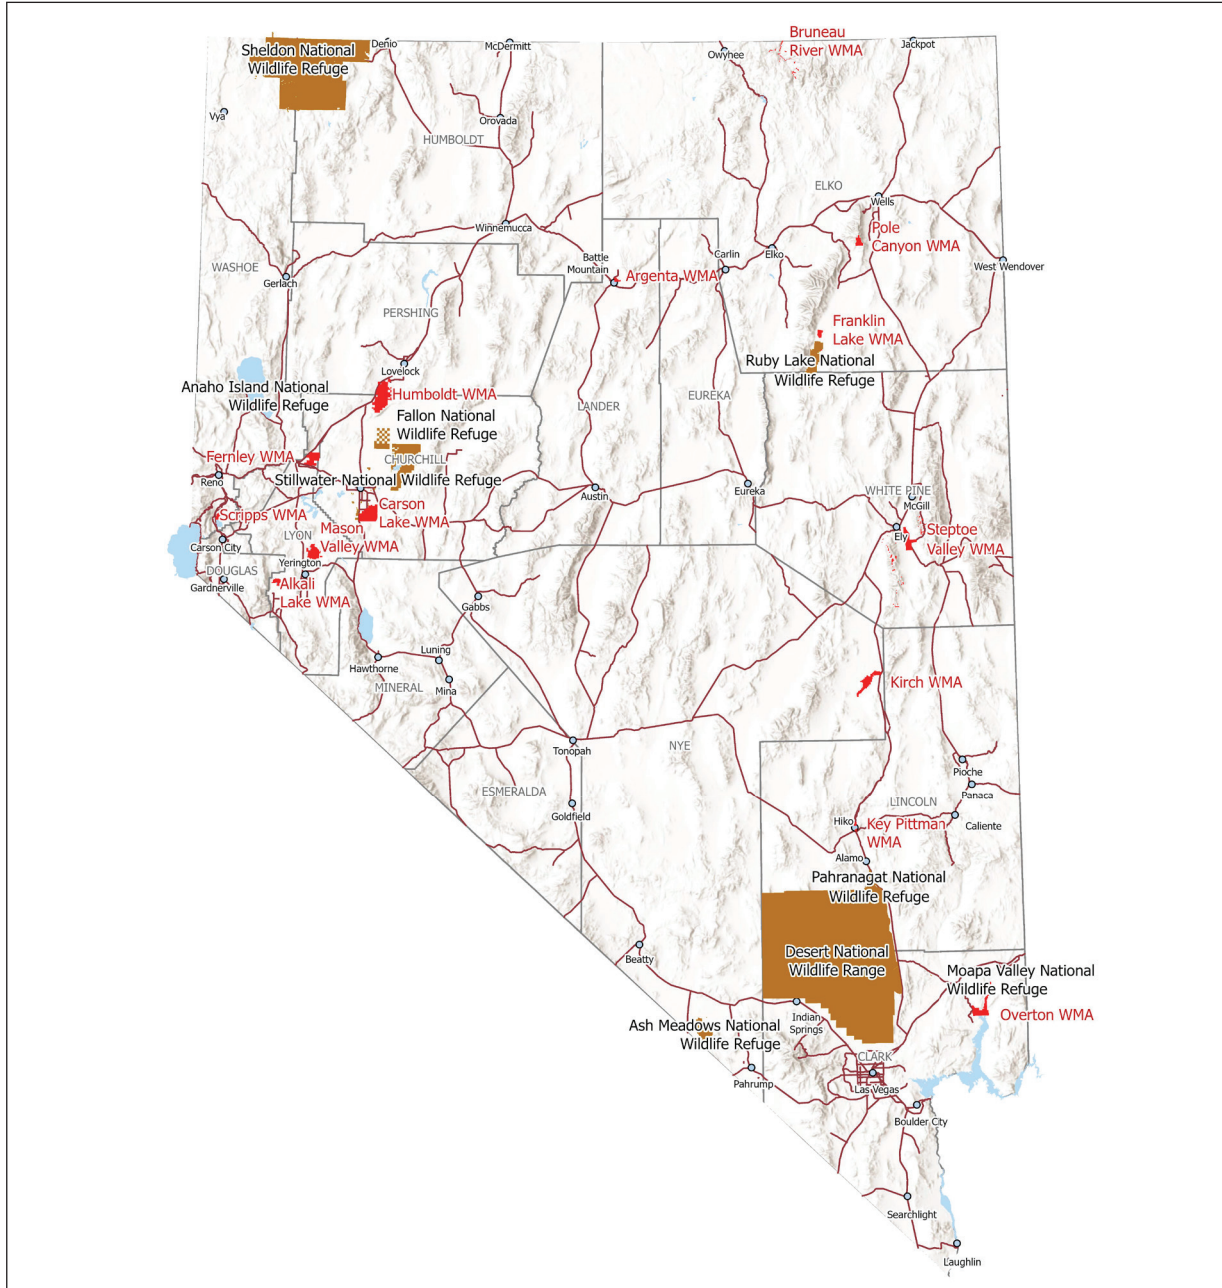 Sheldon National
Wildlife Refuge
Denio
McDermitt
Owyhee
Bruneau
River WMA
Jackpot
Vya
Orovada
HUMBOLDT
ELKO
Wells
Winnemucca
Pole
Canyon WMA
WASHOE
Gerlach
Battle
Mountain
Argenta WMA
Carlin
Elko
West Wendover
PERSHING
Franklin
Lake WMA
Lovelock
Ruby Lake National
Wildlife Refuge
Anaho Island National
Wildlife Refuge
Humboldt WMA
LANDER
EUREKA
Fallon National
Wildlife Refuge
Fernley WMA
CHURCHILL
Reno
Stillwater National Wildlife Refuge
Austin
Eureka
WHITE PINE
McGill
Scripps WMA
Carson
Lake WMA
LYON
Mason
Valley WMA
Ely
Steptoe
Valley WMA
Carson City
Yerington
DOUGLAS
Gardnerville
Alkali
Lake WMA
Gabbs
Luning
Hawthorne
MINERAL
Mina
Kirch WMA
Tonopah
NYE
Pioche
Panaca
ESMERALDA
LINCOLN
Goldfield
Hiko
Key Pittman
WMA
Caliente
Alamo
Pahranagat National
Wildlife Refuge
Beatty
Desert National
Wildlife Range
Moapa Valley National
Wildlife Refuge
Overton WMA
Indian
Springs
Ash Meadows National
Wildlife Refuge
CLARK
Pahrump
Las Vegas
Boulder City
Searchlight
Laughlin